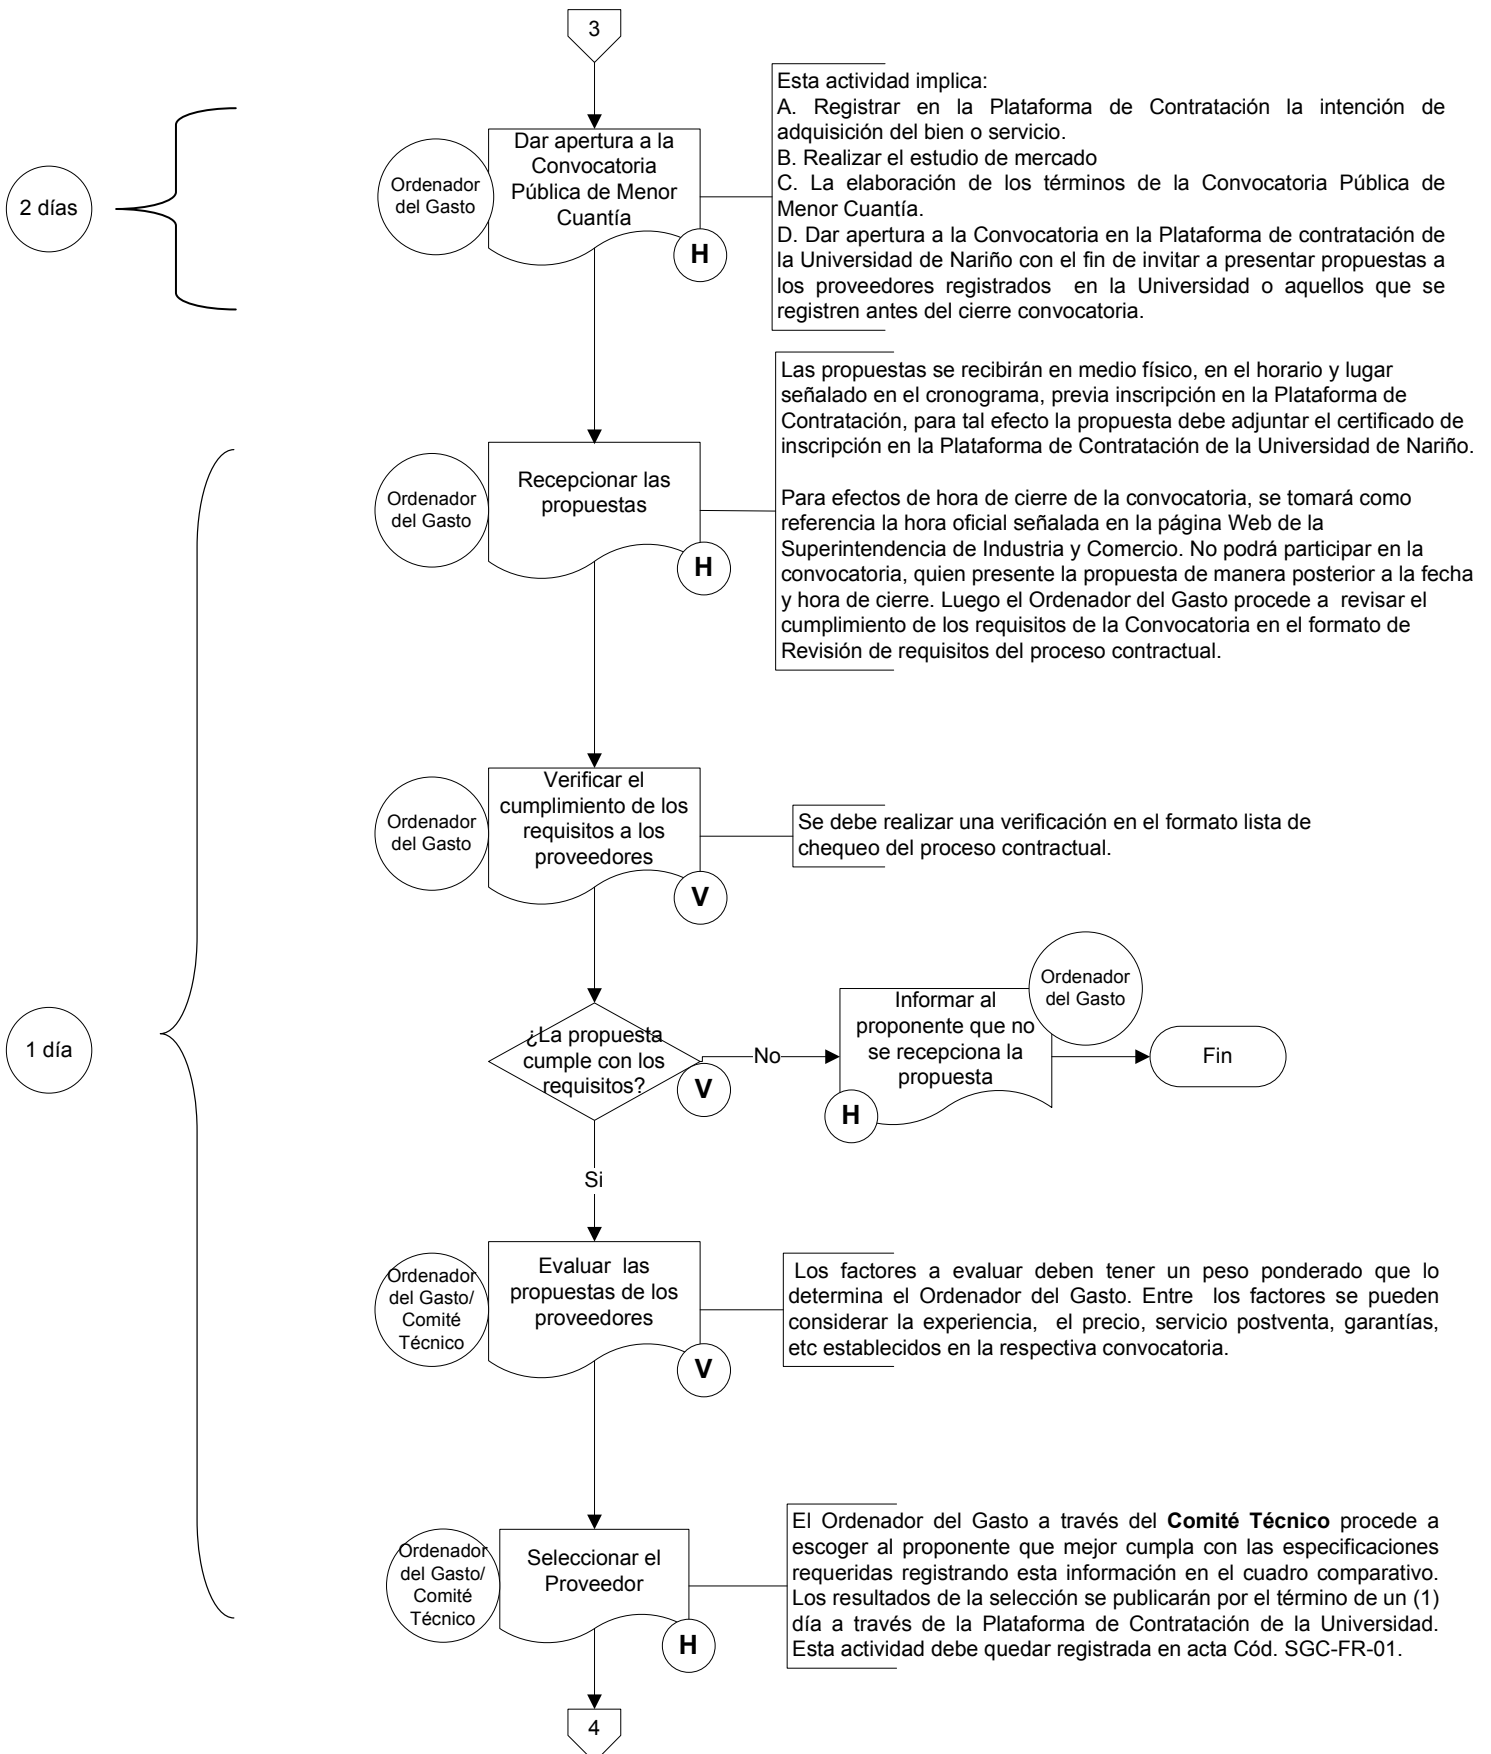 3
Esta actividad implica:
A. Registrar en la Plataforma de Contratación la intención de
adquisición del bien o servicio.
B. Realizar el estudio de mercado
C. La elaboración de los términos de la Convocatoria Pública de
Menor Cuantía.
D. Dar apertura a la Convocatoria en la Plataforma de contratación de
la Universidad de Nariño con el fin de invitar a presentar propuestas a
los proveedores registrados en la Universidad o aquellos que se
registren antes del cierre convocatoria.
Dar apertura a la
Convocatoria
Pública de Menor
Cuantía
Ordenador
del Gasto
2 días
H
Las propuestas se recibirán en medio físico, en el horario y lugar
señalado en el cronograma, previa inscripción en la Plataforma de
Contratación, para tal efecto la propuesta debe adjuntar el certificado de
inscripción en la Plataforma de Contratación de la Universidad de Nariño.
Para efectos de hora de cierre de la convocatoria, se tomará como
referencia la hora oficial señalada en la página Web de la
Superintendencia de Industria y Comercio. No podrá participar en la
convocatoria, quien presente la propuesta de manera posterior a la fecha
y hora de cierre. Luego el Ordenador del Gasto procede a revisar el
cumplimiento de los requisitos de la Convocatoria en el formato de
Revisión de requisitos del proceso contractual.
Recepcionar las
propuestas
Ordenador
del Gasto
H
Verificar el
cumplimiento de los
requisitos a los
proveedores
Ordenador
del Gasto
V
Se debe realizar una verificación en el formato lista de
chequeo del proceso contractual.
1 día
¿La propuesta
cumple con los
requisitos?
V
No
Informar al
proponente que no
se recepciona la
propuesta
Ordenador
del Gasto
H
Fin
Si
Evaluar las
propuestas de los
proveedores
Ordenador
del Gasto/
Comité
Técnico
V
Los factores a evaluar deben tener un peso ponderado que lo
determina el Ordenador del Gasto. Entre los factores se pueden
considerar la experiencia, el precio, servicio postventa, garantías,
etc establecidos en la respectiva convocatoria.
Seleccionar el
Proveedor
Ordenador
del Gasto/
Comité
Técnico
H
El Ordenador del Gasto a través del Comité Técnico procede a
escoger al proponente que mejor cumpla con las especificaciones
requeridas registrando esta información en el cuadro comparativo.
Los resultados de la selección se publicarán por el término de un (1)
día a través de la Plataforma de Contratación de la Universidad.
Esta actividad debe quedar registrada en acta Cód. SGC-FR-01.
4